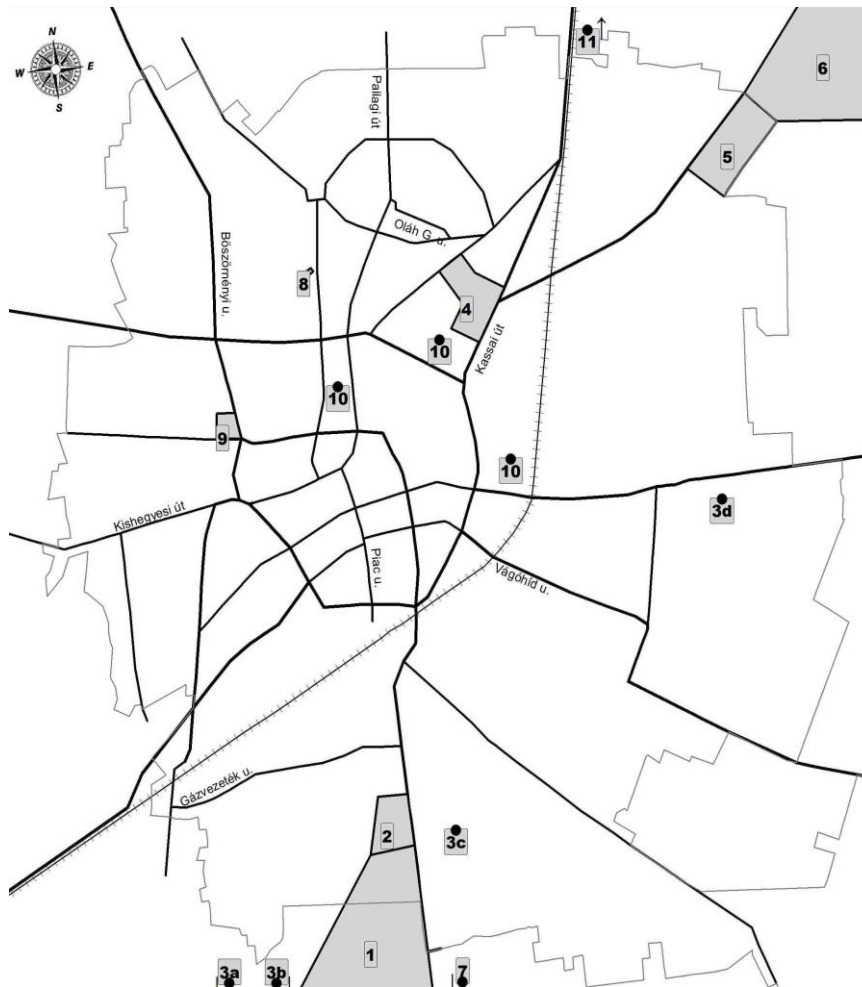 N
W
E
S
11
6
Pallagi út
5
Oláh G. u.
Böszörményi u.
8
4
10
Kassai út
10
9
10
3d
Kishegyesi út
Piac u.
Vágóhíd u.
Gázvezeték u.
2
3c
1
3a
3b
7